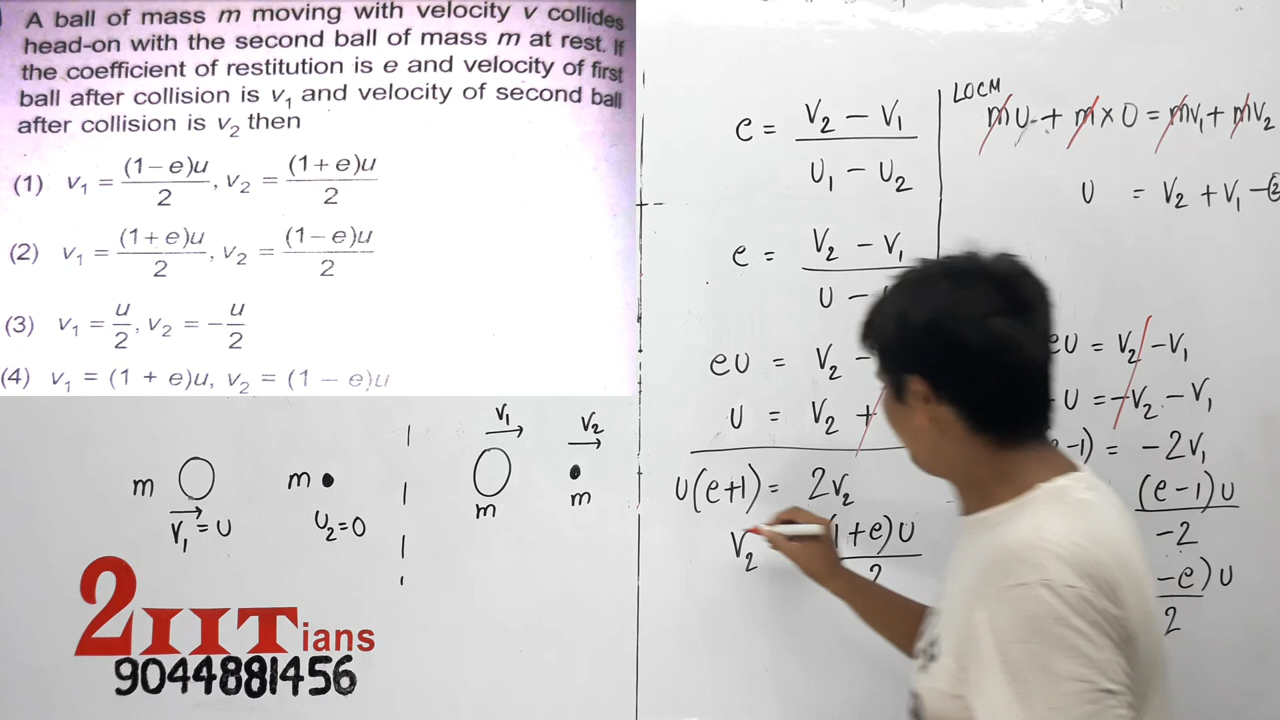 A ball of mass m moving with velocity v collides
head-on with the second ball of mass m at rest. If
the coefficient of restitution is e and velocity of first
ball after collision is v₁ and velocity of second ball
after collision is v₂ then
(1) v₁ = (1 – e)u / 2 , v₂ = (1 + e)u / 2
(2) v₁ = (1 + e)u / 2 , v₂ = (1 – e)u / 2
(3) v₁ = u / 2 , v₂ = – u / 2
(4) v₁ = (1 + e)u, v₂ = (1 – e)u
m
V₁ = U
m
U₂=0
V₁
m
V₂
m
2IITians
9044881456
e = V₂ – V₁ / U₁ – U₂
e = V₂ – V₁ / U –
eU = V₂ –
U = V₂ +
U(e+1) = 2V₂
V₂ 1+e)U / 2
LOCM
mU + m×0 = mV₁ + mV₂
U = V₂ + V₁ –②
eU = V₂ – V₁
U = –V₂ – V₁
–1) = –2V₁
(e–1)U / –2
–e)U / 2